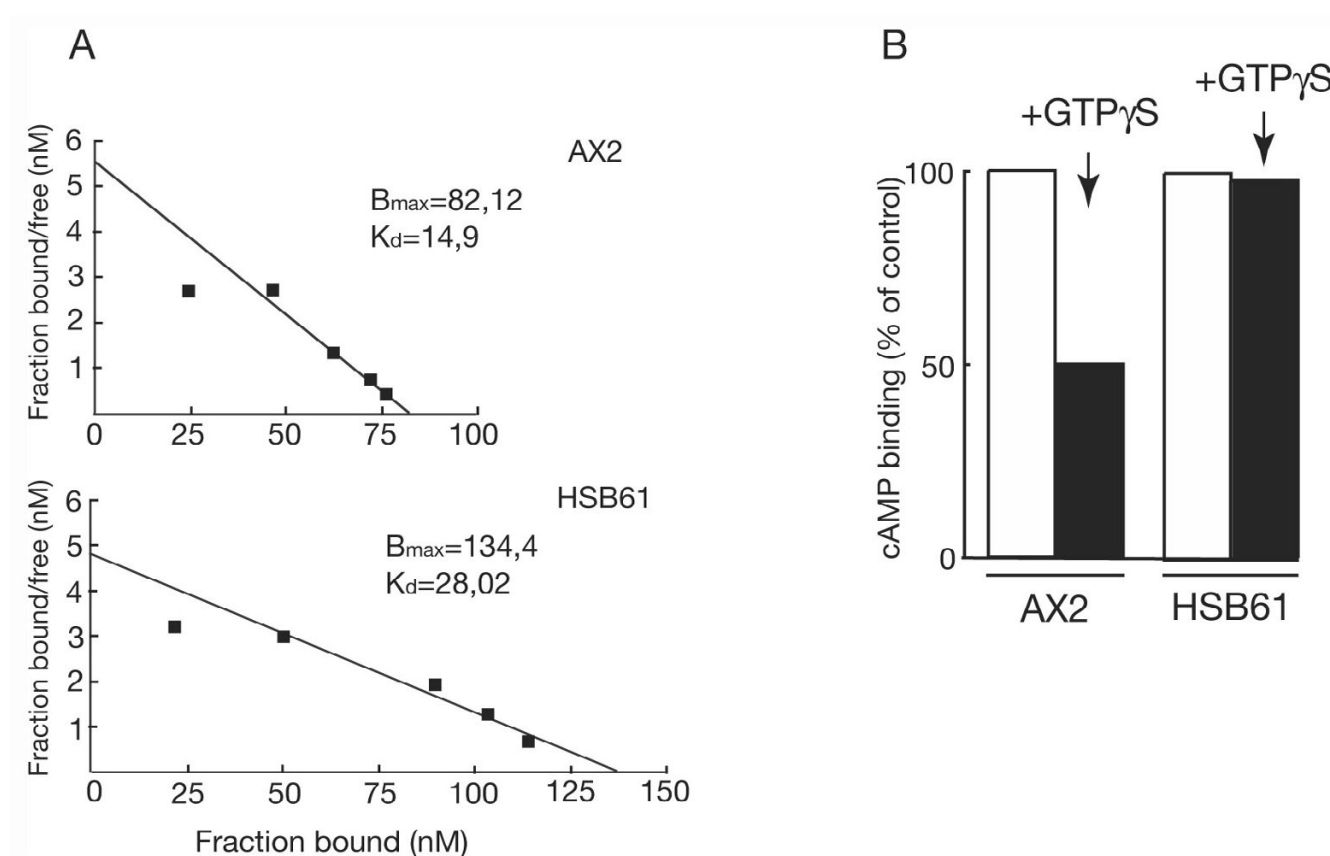 A
Fraction bound/free (nM)
6
5
4
3
2
1
0
25
50
75
100
AX2
Bmax=82,12
Kd=14,9
Fraction bound/free (nM)
6
5
4
3
2
1
0
25
50
75
100
125
150
HSB61
Bmax=134,4
Kd=28,02
Fraction bound (nM)
B
+GTPγS
+GTPγS
cAMP binding (% of control)
100
50
0
AX2
HSB61